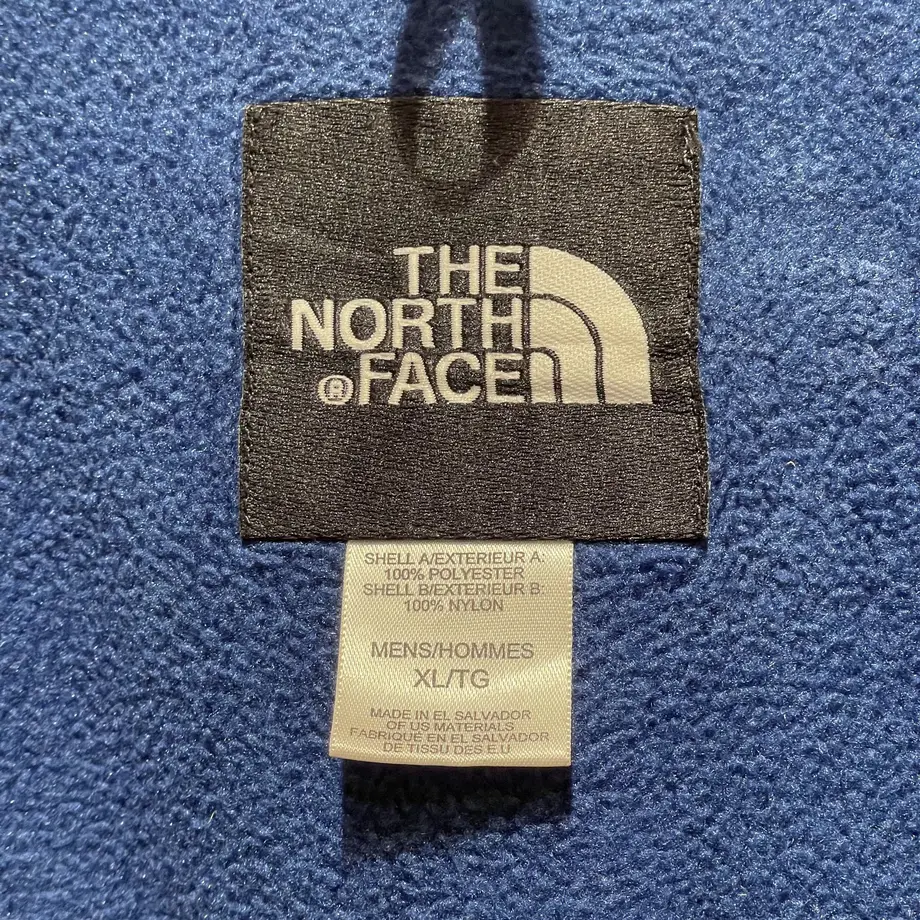 THE
NORTH
® FACE
SHELL A/EXTERIEUR A:
100% POLYESTER
SHELL B/EXTERIEUR B:
100% NYLON
MENS/HOMMES
XL/TG
MADE IN EL SALVADOR
OF US MATERIALS
FABRIQUE EN EL SALVADOR
DE TISSU DES E.U.